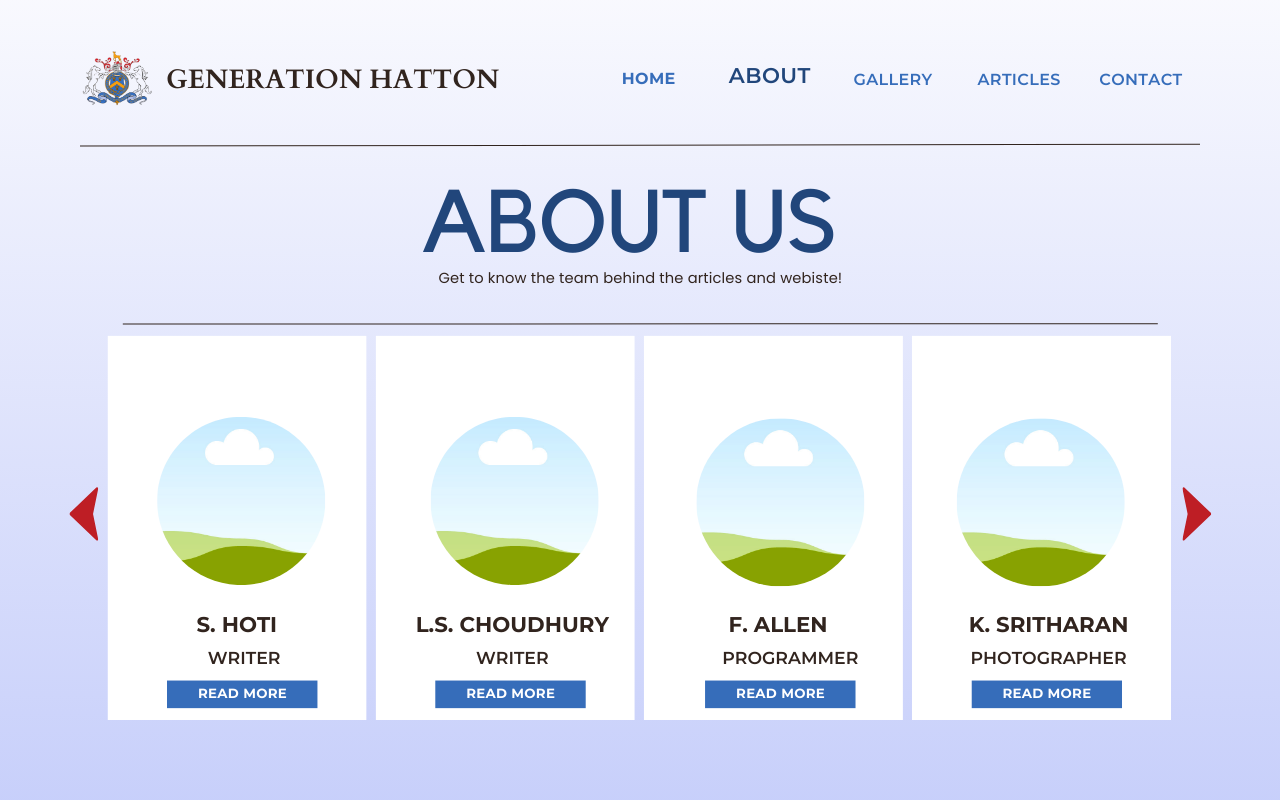 GENERATION HATTON
HOME ABOUT GALLERY ARTICLES CONTACT
ABOUT US
Get to know the team behind the articles and webiste!
S. HOTI
WRITER
READ MORE
L.S. CHOUDHURY
WRITER
READ MORE
F. ALLEN
PROGRAMMER
READ MORE
K. SRITHARAN
PHOTOGRAPHER
READ MORE